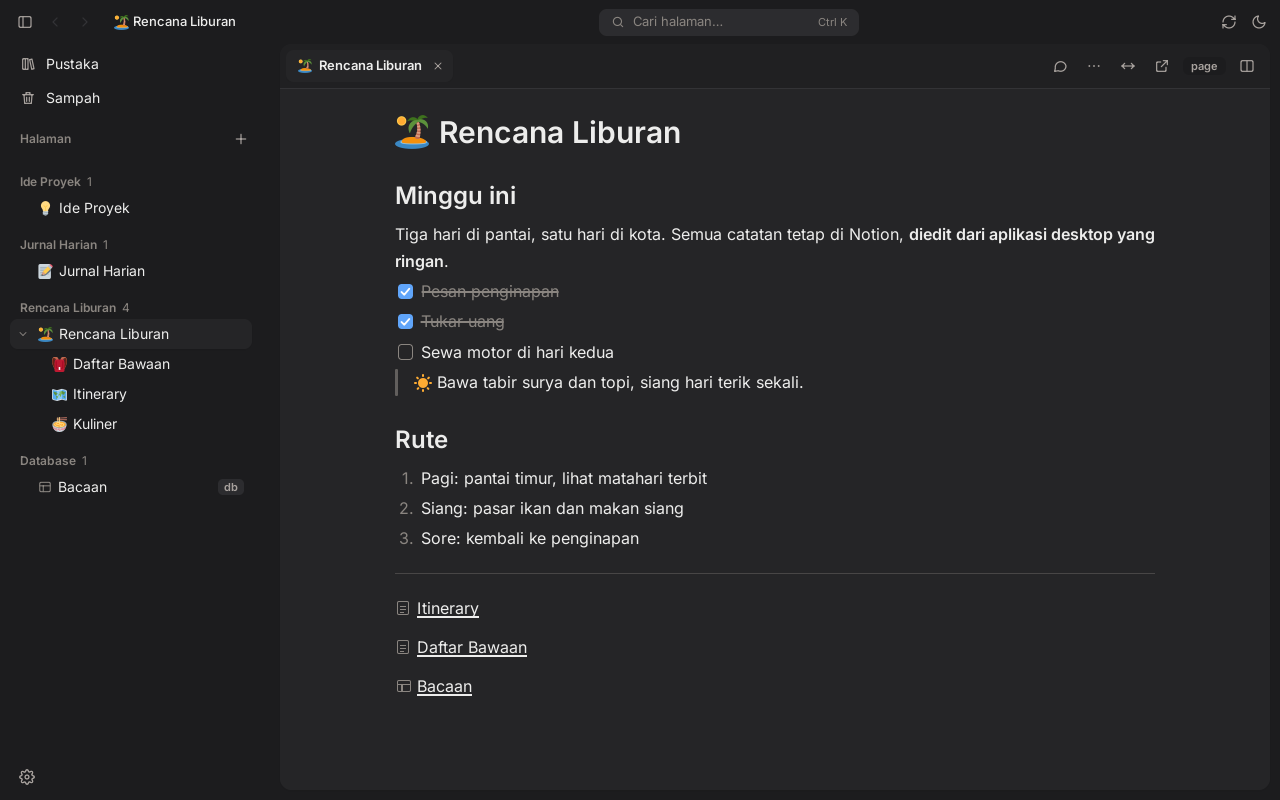 Rencana Liburan
Cari halaman...
Ctrl K
Pustaka
Sampah
Halaman
Ide Proyek 1
Ide Proyek
Jurnal Harian 1
Jurnal Harian
Rencana Liburan 4
Rencana Liburan
Daftar Bawaan
Itinerary
Kuliner
Database 1
Bacaan db
Rencana Liburan
page
Rencana Liburan
Minggu ini
Tiga hari di pantai, satu hari di kota. Semua catatan tetap di Notion, diedit dari aplikasi desktop yang
ringan.
Pesan penginapan
Tukar uang
Sewa motor di hari kedua
Bawa tabir surya dan topi, siang hari terik sekali.
Rute
1. Pagi: pantai timur, lihat matahari terbit
2. Siang: pasar ikan dan makan siang
3. Sore: kembali ke penginapan
Itinerary
Daftar Bawaan
Bacaan